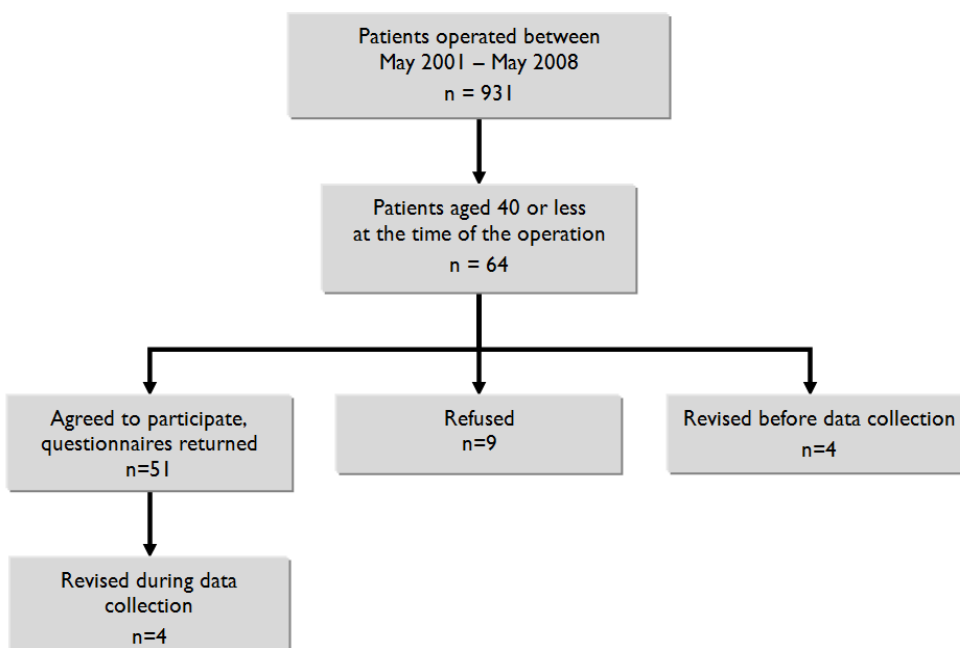 Patients operated between
May 2001 – May 2008
n = 931
Patients aged 40 or less
at the time of the operation
n = 64
Agreed to participate,
questionnaires returned
n=51
Refused
n=9
Revised before data collection
n=4
Revised during data
collection
n=4